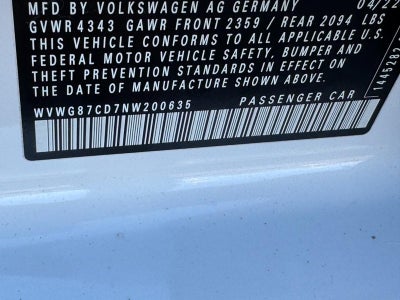 MFD BY VOLKSWAGEN AG GERMANY 04/22
GVWR 4343 GAWR FRONT 2359 / REAR 2094 LBS
THIS VEHICLE CONFORMS TO ALL APPLICABLE U.S.
FEDERAL MOTOR VEHICLE SAFETY, BUMPER AND
THEFT PREVENTION STANDARDS IN EFFECT ON
THE DATE OF MANUFACTURE SHOWN ABOVE.
WVWG87CD7NW200635 PASSENGER CAR
1445282